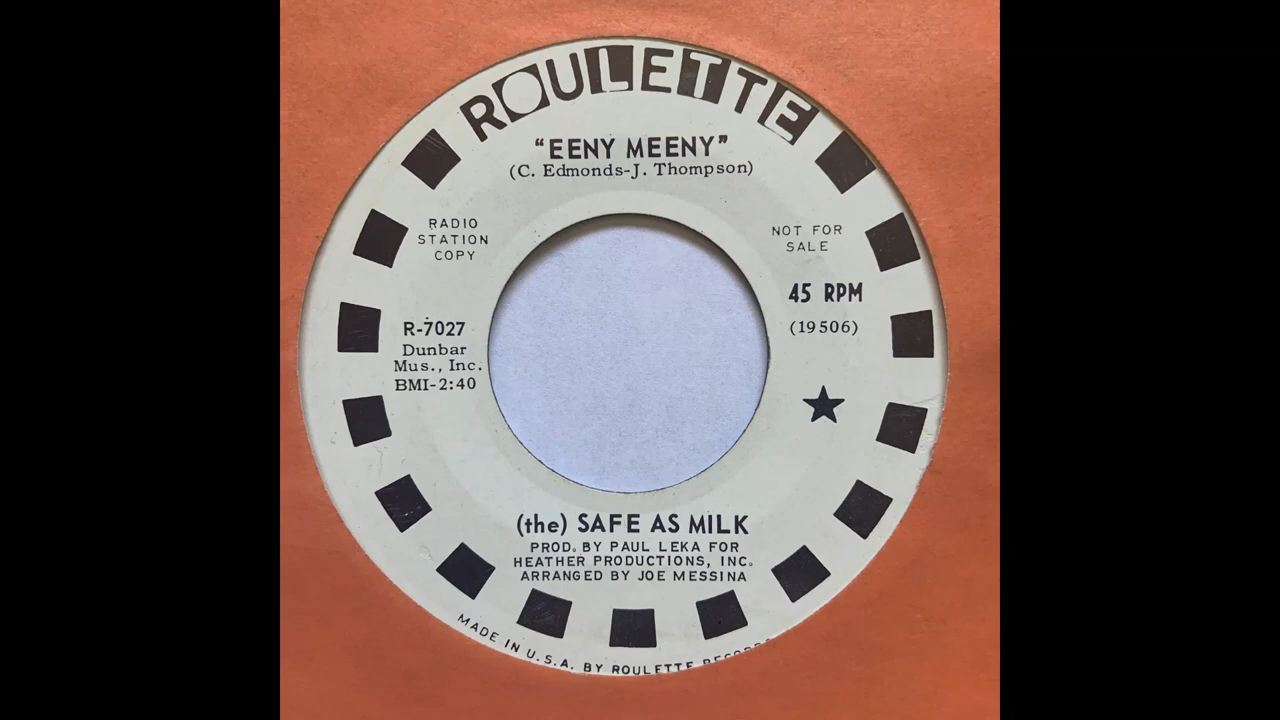 ROULETTE
"EENY MEENY"
(C. Edmonds-J. Thompson)
RADIO
STATION
COPY
NOT FOR
SALE
45 RPM
(19506)
R-7027
Dunbar
Mus., Inc.
BMI-2:40
(the) SAFE AS MILK
PROD. BY PAUL LEKA FOR
HEATHER PRODUCTIONS, INC.
ARRANGED BY JOE MESSINA
MADE IN U.S.A. BY ROULETTE RECORDS